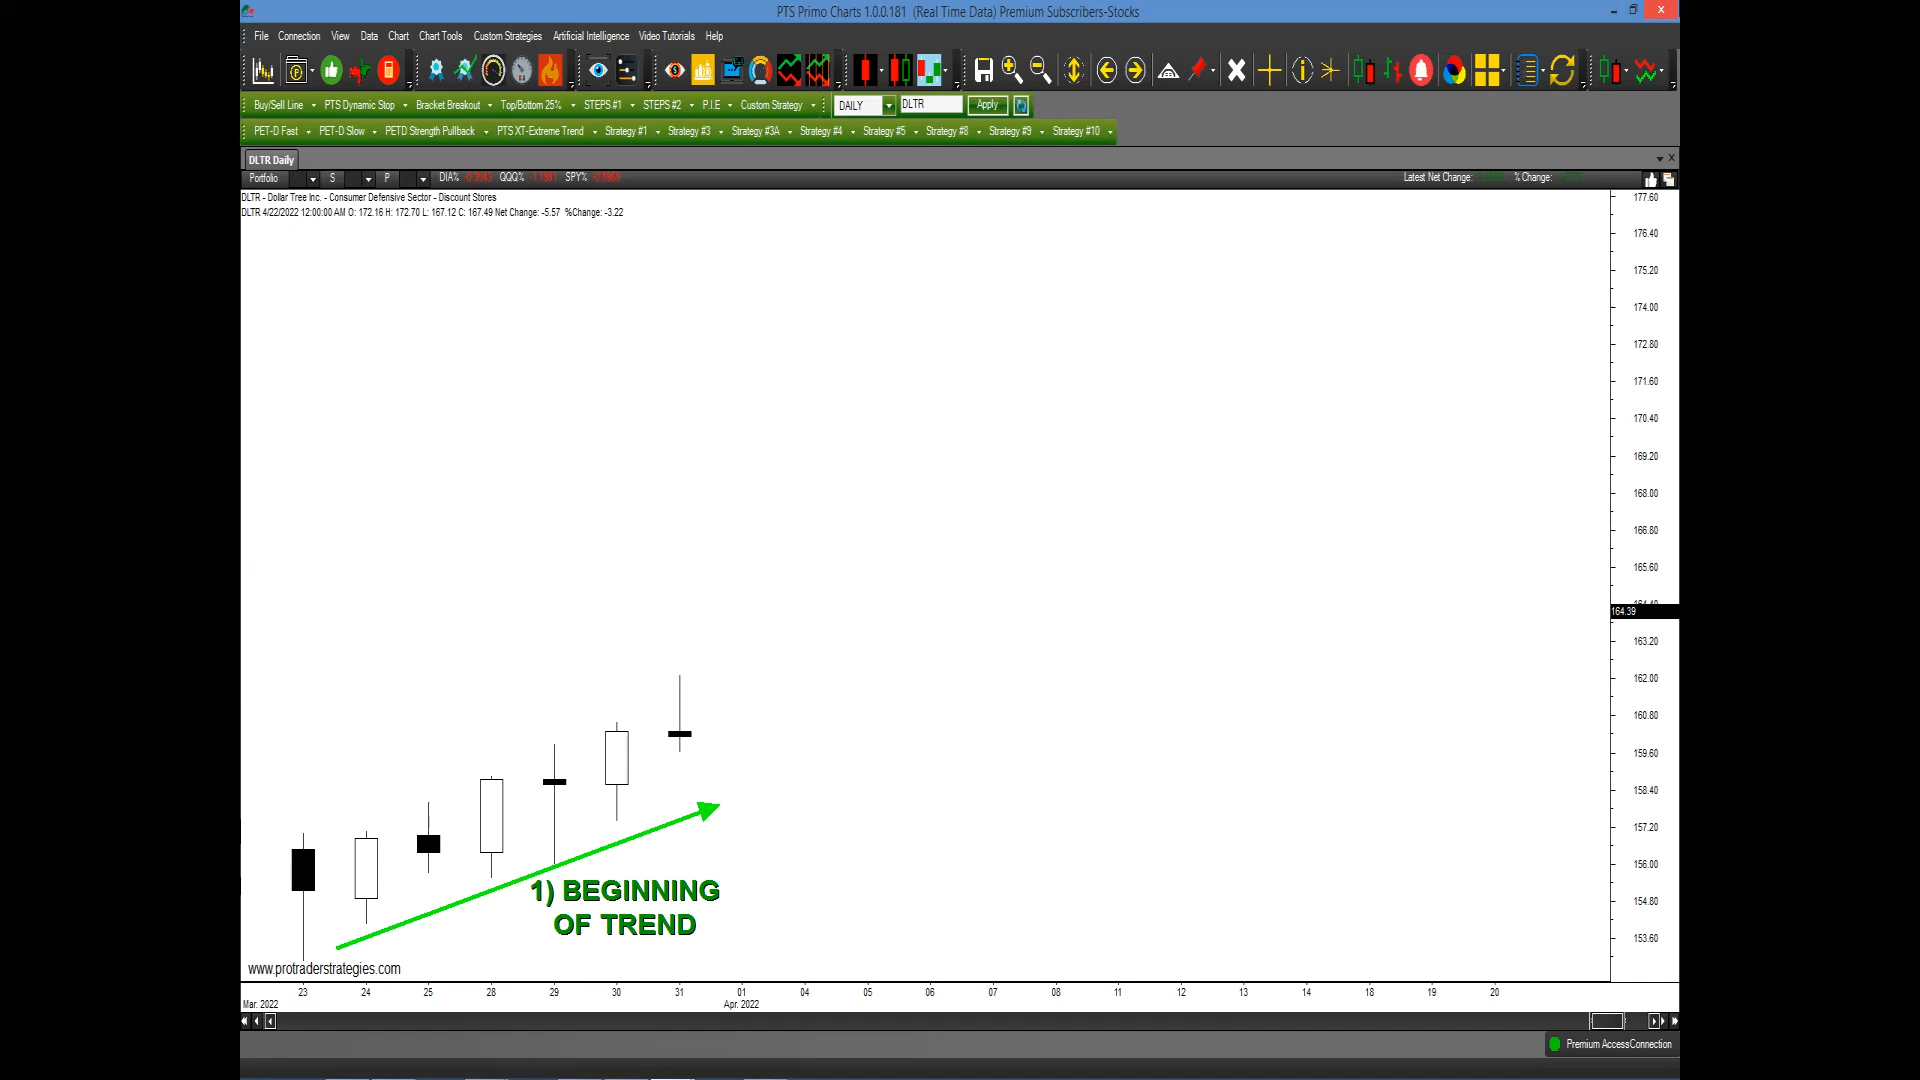 PTS Primo Charts 1.0.0.181 (Real Time Data) Premium Subscribers-Stocks
File Connection View Data Chart Chart Tools Custom Strategies Artificial Intelligence Video Tutorials Help
Buy/Sell Line PTS Dynamic Stop Bracket Breakout Top/Bottom 25% STEPS #1 STEPS #2 P.I.E Custom Strategy DAILY DLTR Apply
PET-D Fast PET-D Slow PETD Strength Pullback PTS XT-Extreme Trend Strategy #1 Strategy #3 Strategy #3A Strategy #4 Strategy #5 Strategy #8 Strategy #9 Strategy #10
DLTR Daily
Portfolio S P DIA% QQQ% SPY% Latest Net Change: % Change:
DLTR - Dollar Tree Inc. - Consumer Defensive Sector - Discount Stores
DLTR 4/22/2022 12:00:00 AM O: 172.16 H: 172.70 L: 167.12 C: 167.49 Net Change: -5.57 %Change: -3.22
177.60
176.40
175.20
174.00
172.80
171.60
170.40
169.20
168.00
166.80
165.60
164.39
163.20
162.00
160.80
159.60
158.40
157.20
156.00
154.80
153.60
1) BEGINNING
OF TREND
www.protraderstrategies.com
23 24 25 28 29 30 31 01 04 05 06 07 08 11 12 13 14 18 19 20
Mar. 2022 Apr. 2022
Premium AccessConnection